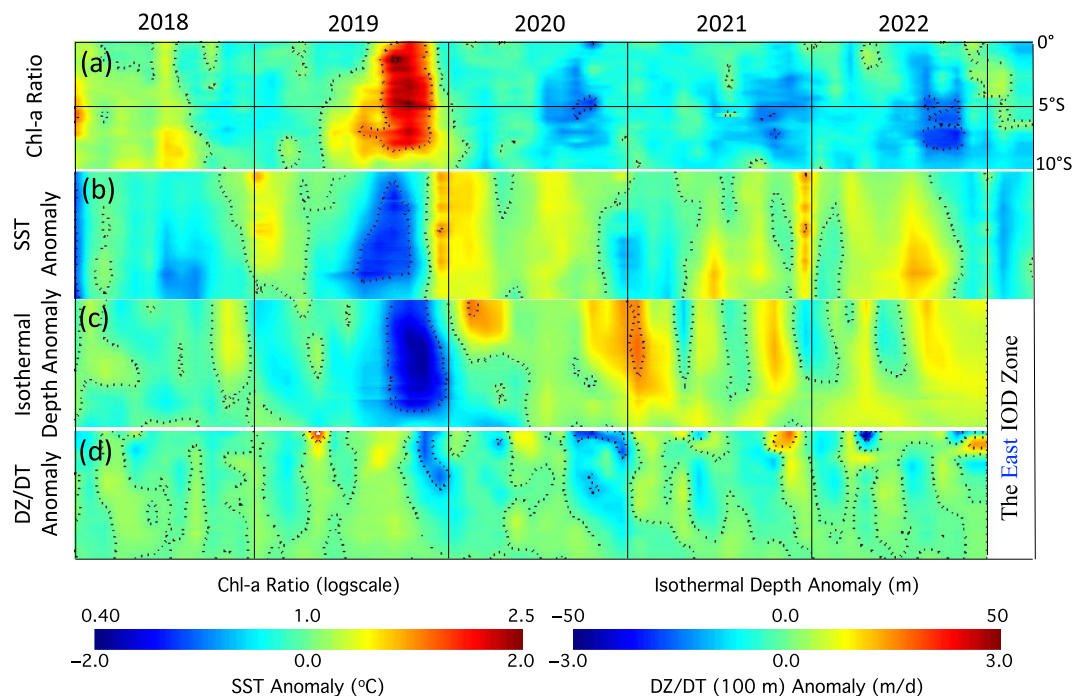 2018 2019 2020 2021 2022
(a)
Chl-a Ratio
0°
5°S
10°S
(b)
SST
Anomaly
(c)
Isothermal
Depth Anomaly
(d)
DZ/DT
Anomaly
The East IOD Zone
Chl-a Ratio (logscale)
0.40 1.0 2.5
−2.0 0.0 2.0
SST Anomaly (ºC)
Isothermal Depth Anomaly (m)
−50 0.0 50
−3.0 0.0 3.0
DZ/DT (100 m) Anomaly (m/d)